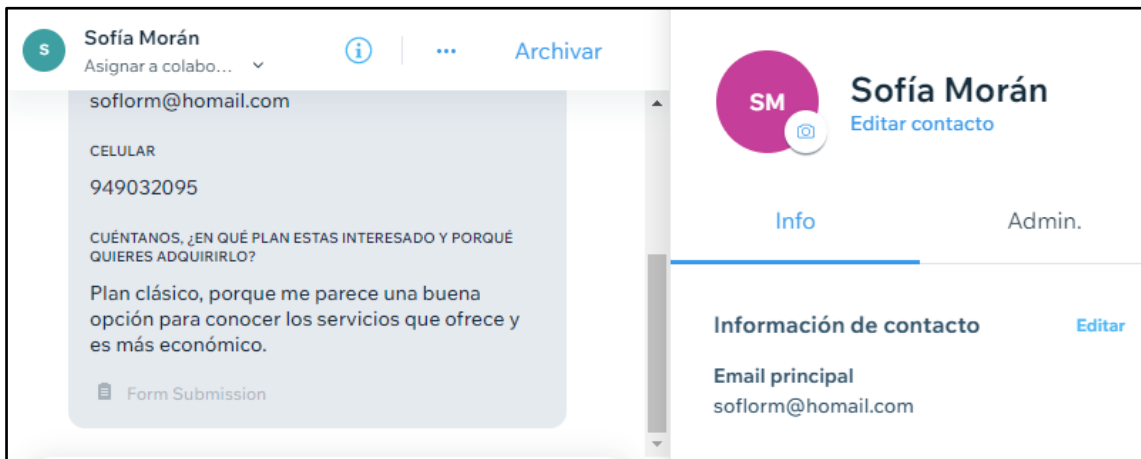 S
Sofía Morán
Asignar a colabo...
Archivar
soflorm@homail.com
CELULAR
949032095
CUÉNTANOS, ¿EN QUÉ PLAN ESTAS INTERESADO Y PORQUÉ
QUIERES ADQUIRIRLO?
Plan clásico, porque me parece una buena
opción para conocer los servicios que ofrece y
es más económico.
Form Submission
SM
Sofía Morán
Editar contacto
Info
Admin.
Información de contacto
Editar
Email principal
soflorm@homail.com